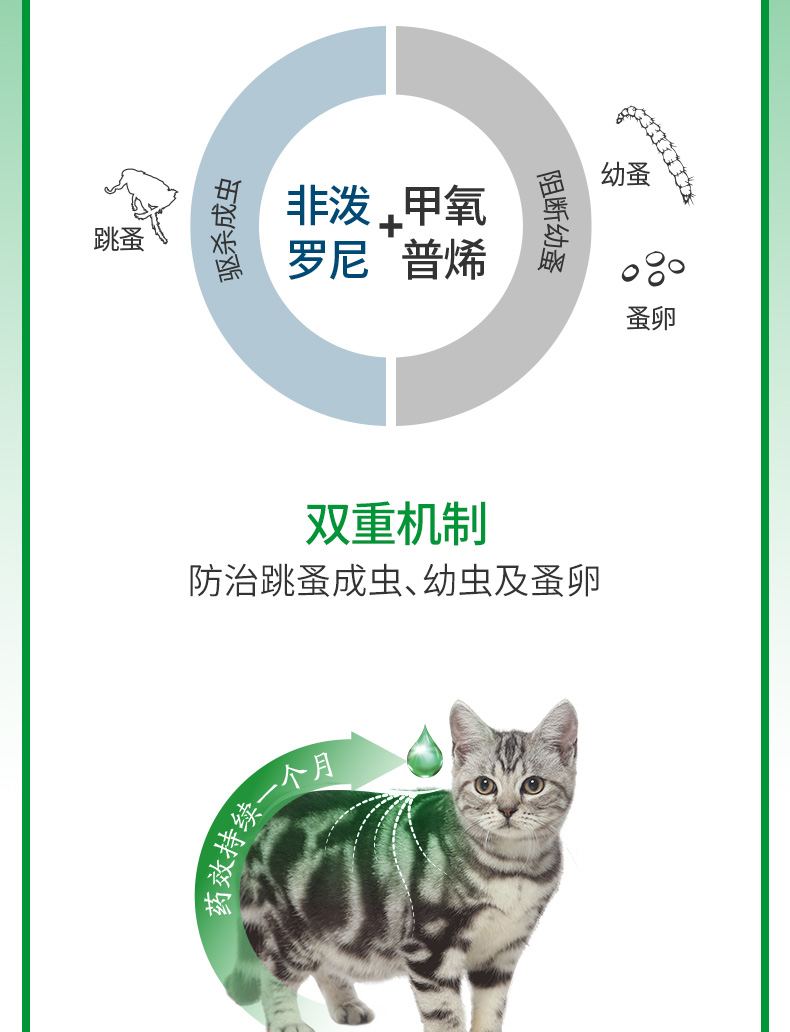 跳蚤
驱杀成虫
非泼
罗尼
+
甲氧
普烯
阻断幼蚤
幼蚤
蚤卵
双重机制
防治跳蚤成虫、幼虫及蚤卵
药效持续一个月